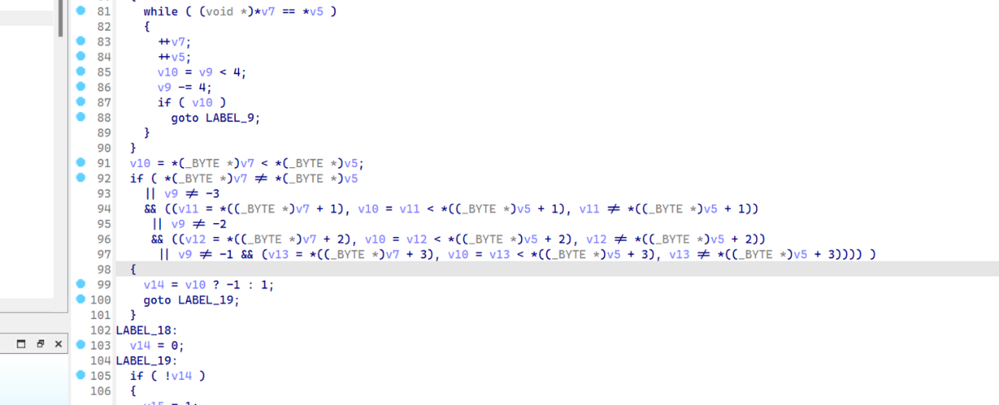 81 while ( (void *)*v7 == *v5 )
82 {
83 ++v7;
84 ++v5;
85 v10 = v9 < 4;
86 v9 -= 4;
87 if ( v10 )
88 goto LABEL_9;
89 }
90 }
91 v10 = *(_BYTE *)v7 < *(_BYTE *)v5;
92 if ( *(_BYTE *)v7 ≠ *(_BYTE *)v5
93 || v9 ≠ -3
94 && ((v11 = *((_BYTE *)v7 + 1), v10 = v11 < *((_BYTE *)v5 + 1), v11 ≠ *((_BYTE *)v5 + 1))
95 || v9 ≠ -2
96 && ((v12 = *((_BYTE *)v7 + 2), v10 = v12 < *((_BYTE *)v5 + 2), v12 ≠ *((_BYTE *)v5 + 2))
97 || v9 ≠ -1 && (v13 = *((_BYTE *)v7 + 3), v10 = v13 < *((_BYTE *)v5 + 3), v13 ≠ *((_BYTE *)v5 + 3)))) )
98 {
99 v14 = v10 ? -1 : 1;
100 goto LABEL_19;
101 }
102 LABEL_18:
103 v14 = 0;
104 LABEL_19:
105 if ( !v14 )
106 {